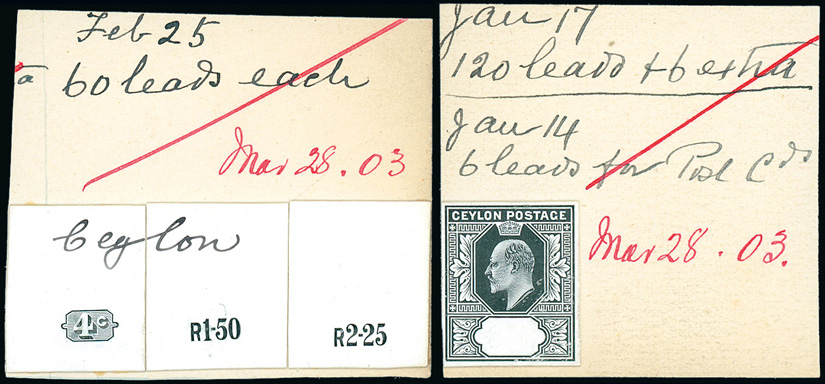 Feb 25
60 leads each
Mar 28. 03
Ceylon
4c
R1·50
R2·25
Jan 17
120 leads + 6 extra
Jan 14
6 leads for Post Cds
CEYLON POSTAGE
Mar 28. 03.